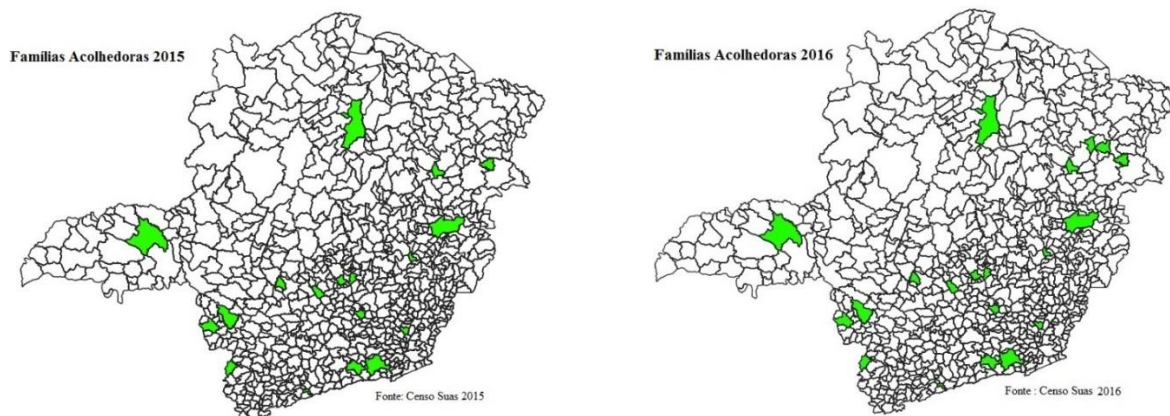 Famílias Acolhedoras 2015
Famílias Acolhedoras 2016
Fonte: Censo Suas 2015
Fonte : Censo Suas 2016